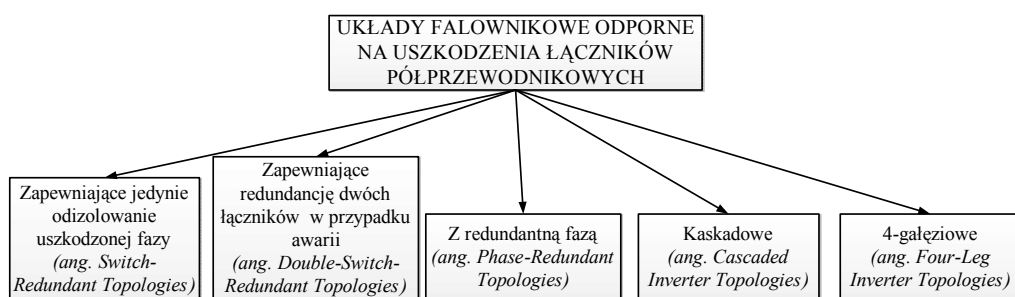 UKŁADY FALOWNIKOWE ODPORNE
NA USZKODZENIA ŁĄCZNIKÓW
PÓŁPRZEWODNIKOWYCH
Zapewniające jedynie
odizolowanie
uszkodzonej fazy
(ang. Switch-
Redundant Topologies)
Zapewniające
redundancję dwóch
łączników w przypadku
awarii
(ang. Double-Switch-
Redundant Topologies)
Z redundantną fazą
(ang. Phase-Redundant
Topologies)
Kaskadowe
(ang. Cascaded
Inverter Topologies)
4-gałęziowe
(ang. Four-Leg
Inverter Topologies)